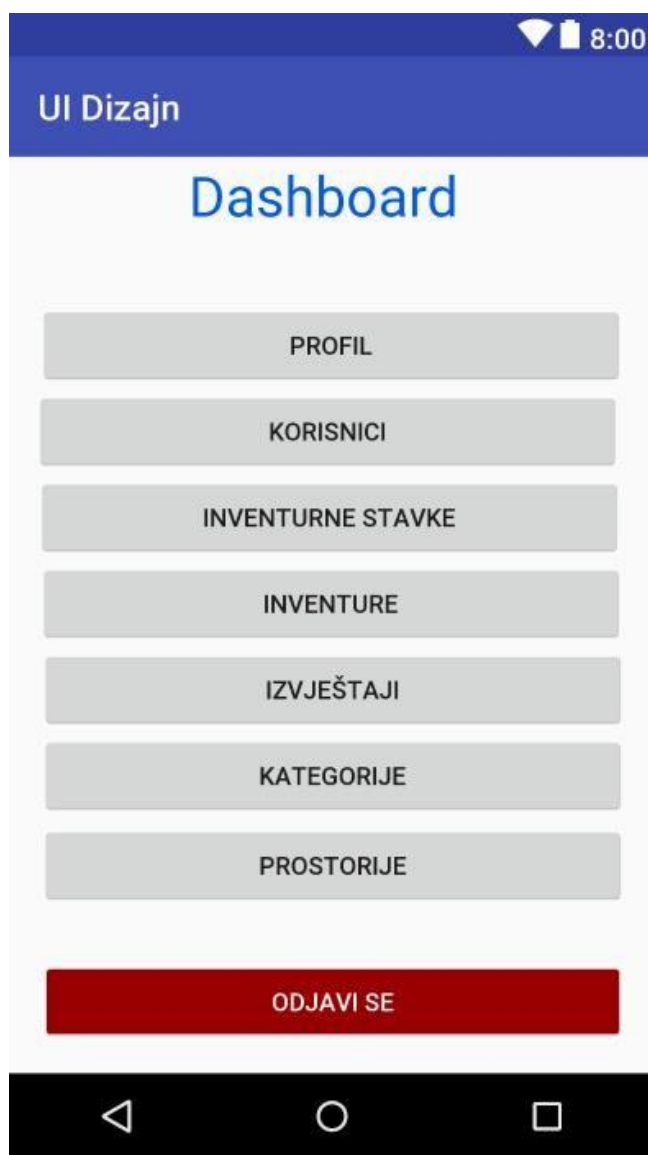 8:00
UI Dizajn
Dashboard
PROFIL
KORISNICI
INVENTURNE STAVKE
INVENTURE
IZVJEŠTAJI
KATEGORIJE
PROSTORIJE
ODJAVI SE